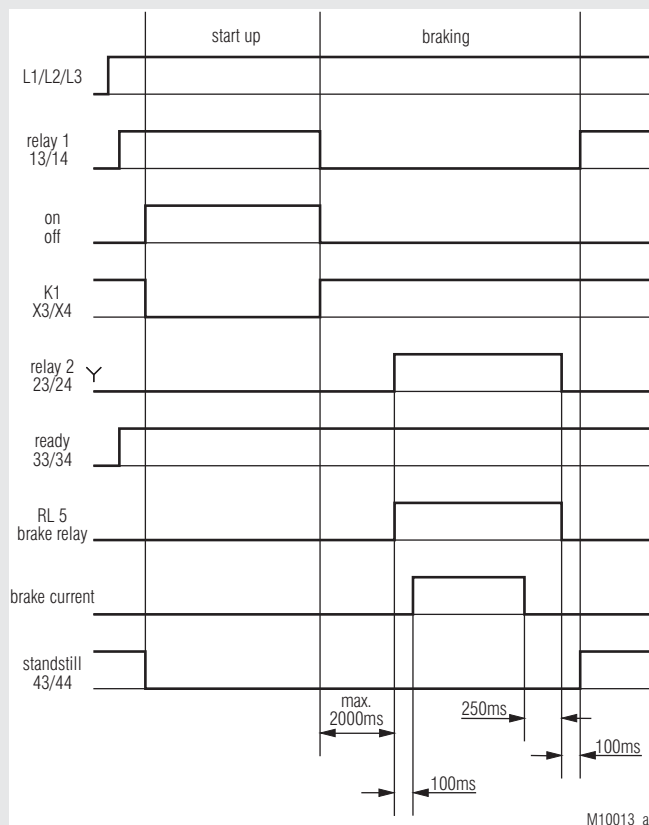 start up
braking
L1/L2/L3
relay 1
13/14
on
off
K1
X3/X4
relay 2
23/24
ready
33/34
RL 5
brake relay
brake current
standstill
43/44
max.
2000ms
250ms
100ms
100ms
M10013_a